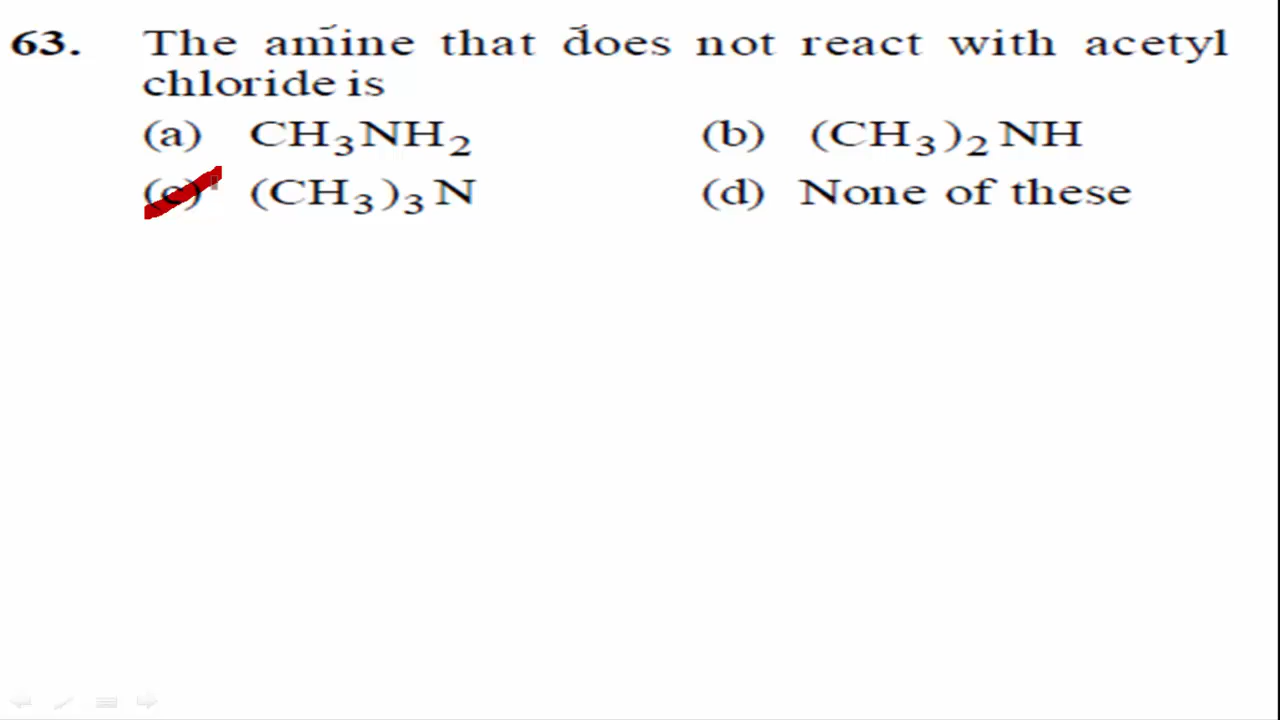 63. The amine that does not react with acetyl
chloride is
(a) CH₃NH₂ (b) (CH₃)₂NH
(c) (CH₃)₃N (d) None of these